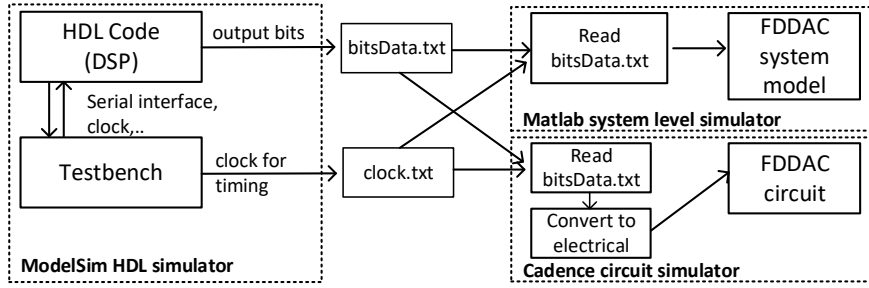 HDL Code
(DSP)
output bits
Serial interface,
clock,..
Testbench
clock for
timing
ModelSim HDL simulator
bitsData.txt
clock.txt
Read
bitsData.txt
FDDAC
system
model
Matlab system level simulator
Read
bitsData.txt
Convert to
electrical
FDDAC
circuit
Cadence circuit simulator